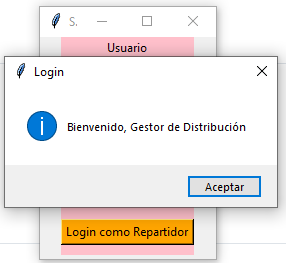 S.
Usuario
Login
Bienvenido, Gestor de Distribución
Aceptar
Login como Repartidor